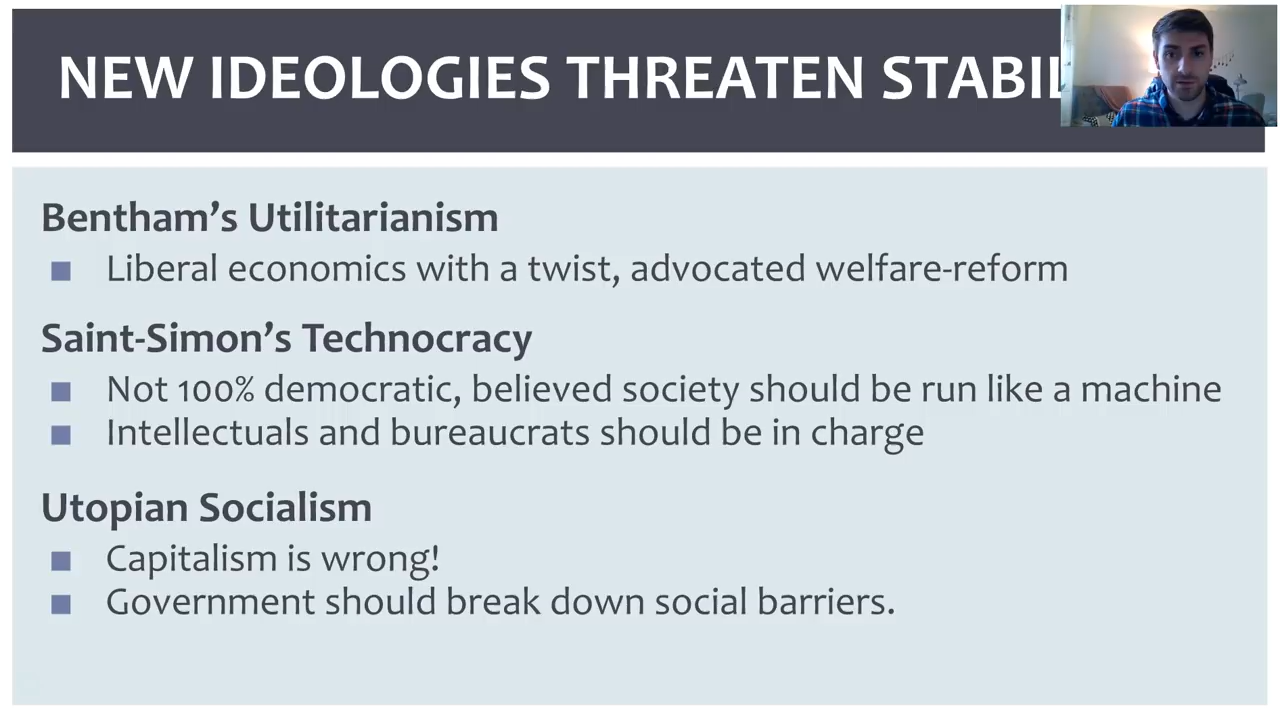 NEW IDEOLOGIES THREATEN
Bentham’s Utilitarianism
■ Liberal economics with a twist, advocated welfare-reform
Saint-Simon’s Technocracy
■ Not 100% democratic, believed society should be run like a machine
■ Intellectuals and bureaucrats should be in charge
Utopian Socialism
■ Capitalism is wrong!
■ Government should break down social barriers.